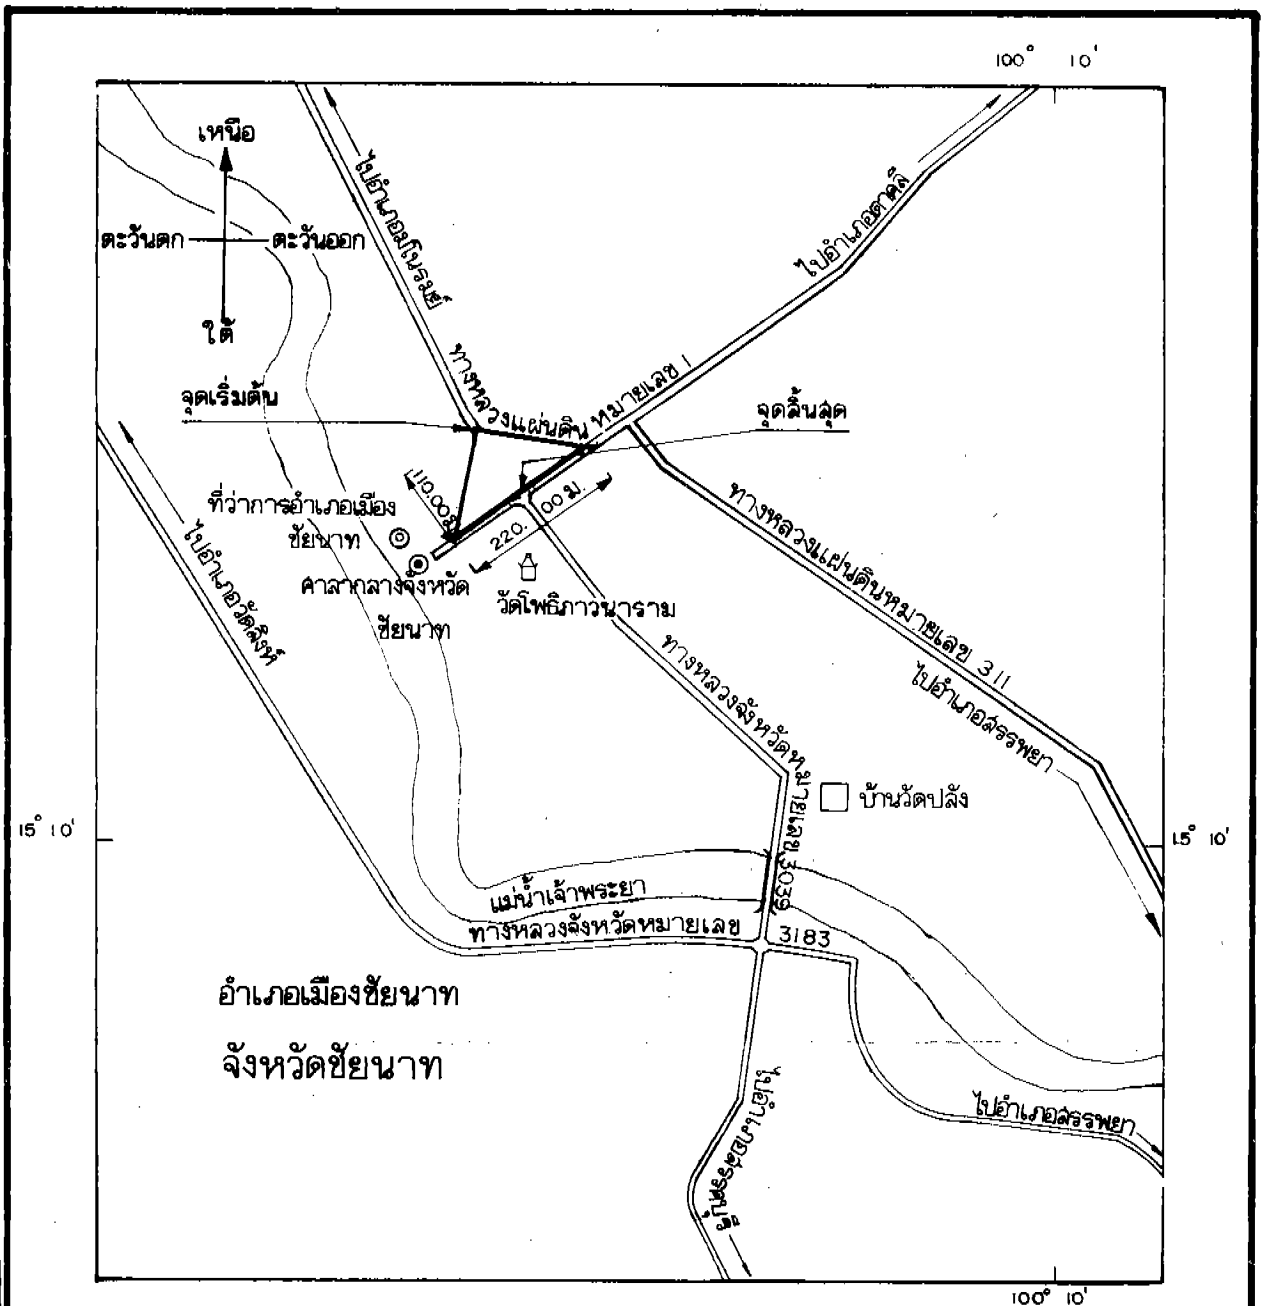 100° 10'
เหนือ
ตะวันตก
ตะวันออก
ใต้
ไปอำเภอมโนรมย์
ไปอำเภอตาคลี
จุดเริ่มต้น
ทางหลวงแผ่นดิน หมายเลข 1
จุดสิ้นสุด
110.00 ม.
220.00 ม.
ที่ว่าการอำเภอเมือง
ชัยนาท
ศาลากลางจังหวัด
ชัยนาท
วัดโพธิภาวนาราม
ทางหลวงแผ่นดินหมายเลข 311
ไปอำเภอสรรพยา
ไปอำเภอวัดสิงห์
ทางหลวงจังหวัดหมายเลข 3039
บ้านวัดปลัง
15° 10'
15° 10'
แม่น้ำเจ้าพระยา
ทางหลวงจังหวัดหมายเลข 3183
อำเภอเมืองชัยนาท
จังหวัดชัยนาท
ไปอำเภอสรรคบุรี
ไปอำเภอสรรพยา
100° 10'